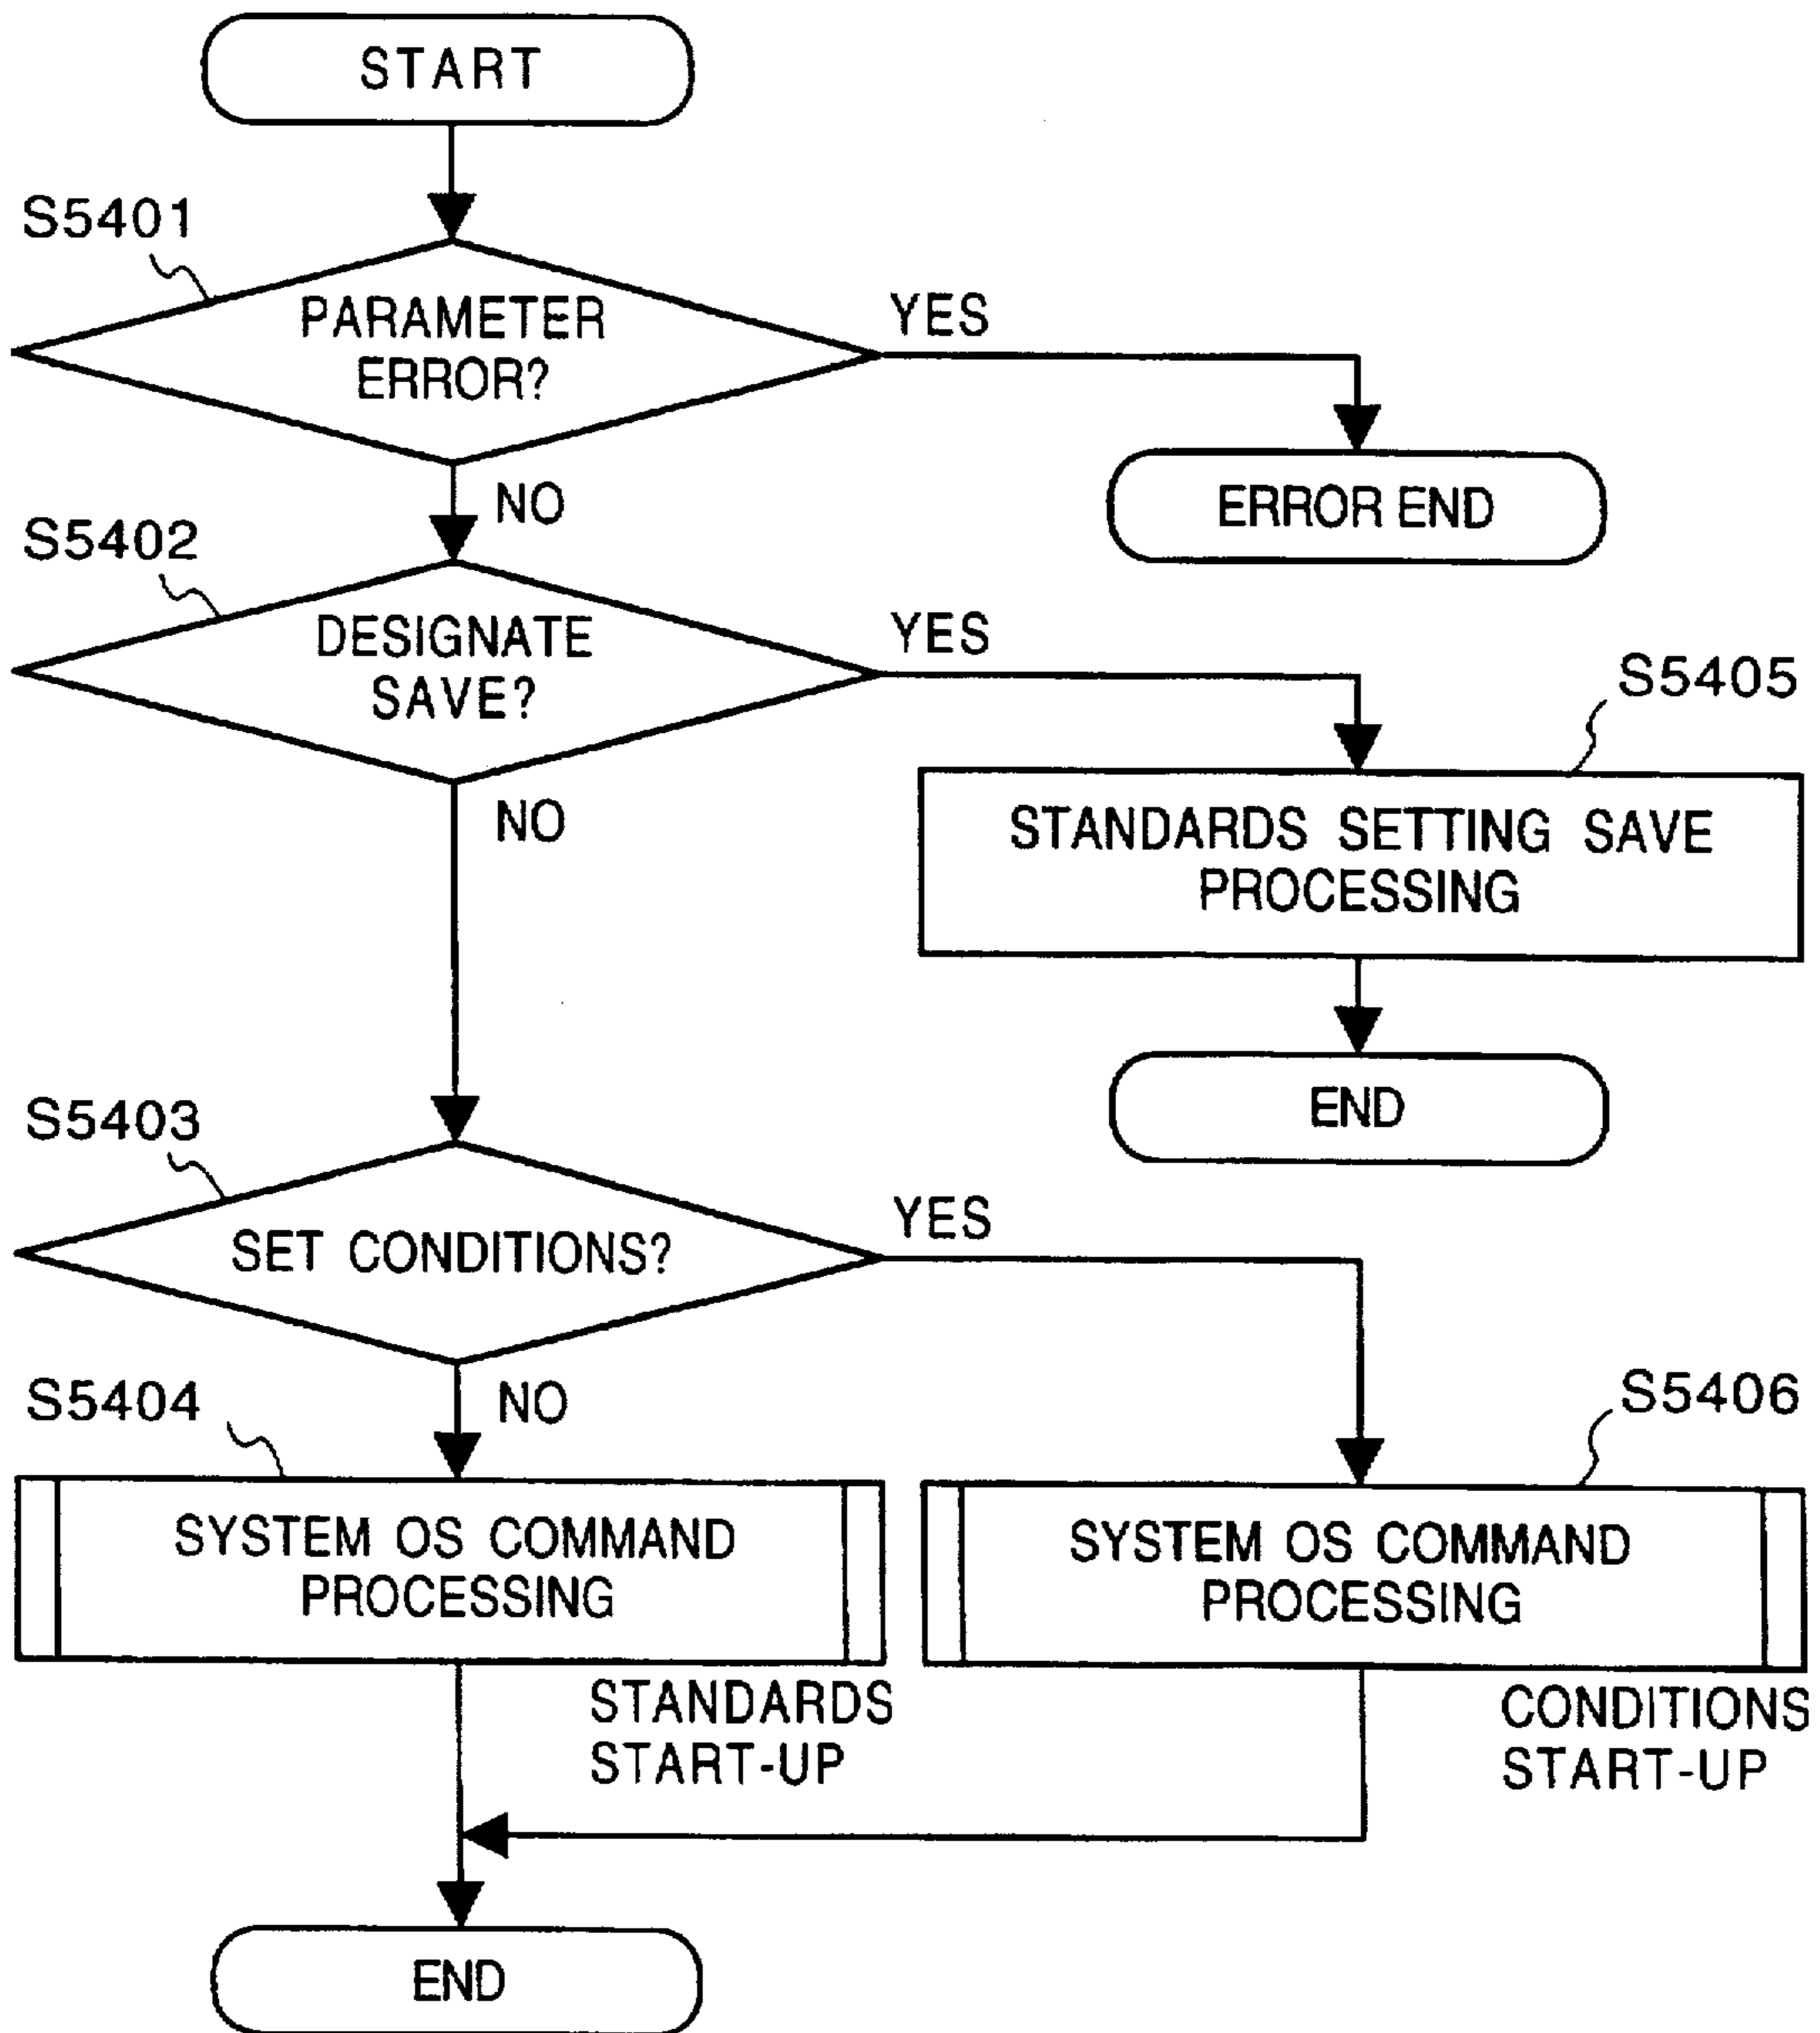 START
S5401
PARAMETER
ERROR?
YES
ERROR END
NO
S5402
DESIGNATE
SAVE?
YES
S5405
STANDARDS SETTING SAVE
PROCESSING
END
NO
S5403
SET CONDITIONS?
YES
NO
S5404
SYSTEM OS COMMAND
PROCESSING
STANDARDS
START-UP
S5406
SYSTEM OS COMMAND
PROCESSING
CONDITIONS
START-UP
END